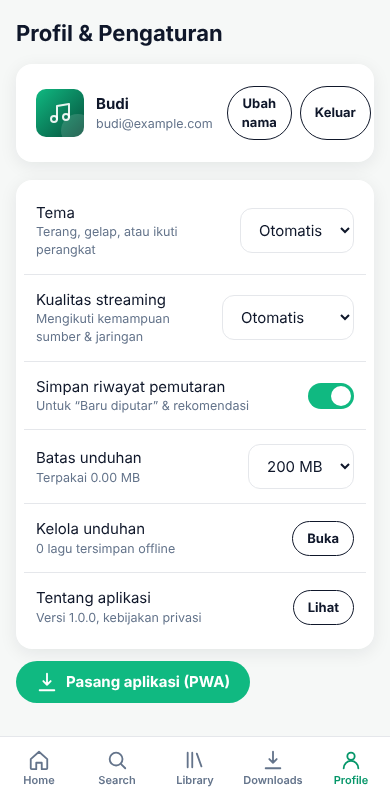 Profil & Pengaturan
Budi
budi@example.com
Ubah
nama
Keluar
Tema
Terang, gelap, atau ikuti
perangkat
Otomatis
Kualitas streaming
Mengikuti kemampuan
sumber & jaringan
Otomatis
Simpan riwayat pemutaran
Untuk “Baru diputar” & rekomendasi
Batas unduhan
Terpakai 0.00 MB
200 MB
Kelola unduhan
0 lagu tersimpan offline
Buka
Tentang aplikasi
Versi 1.0.0, kebijakan privasi
Lihat
Pasang aplikasi (PWA)
Home
Search
Library
Downloads
Profile